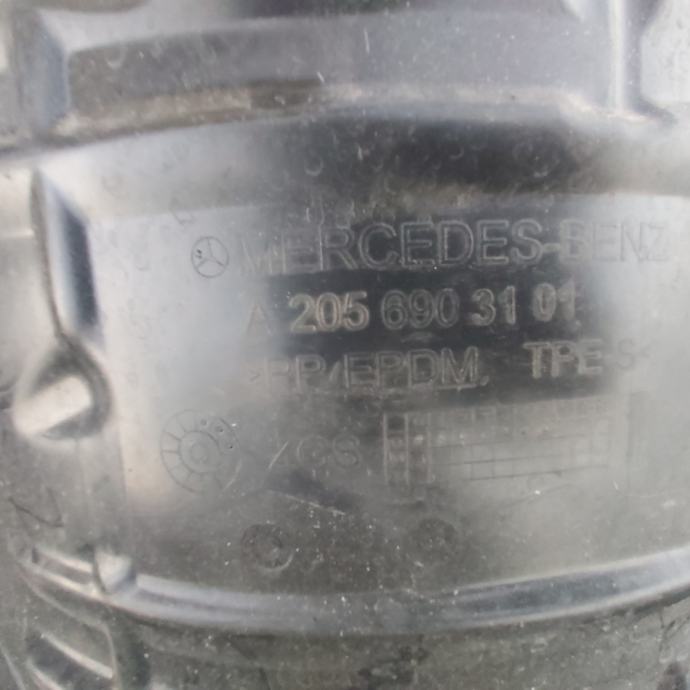 MERCEDES-BENZ
A 205 690 31 01
>PP/EPDM, TPE-S<